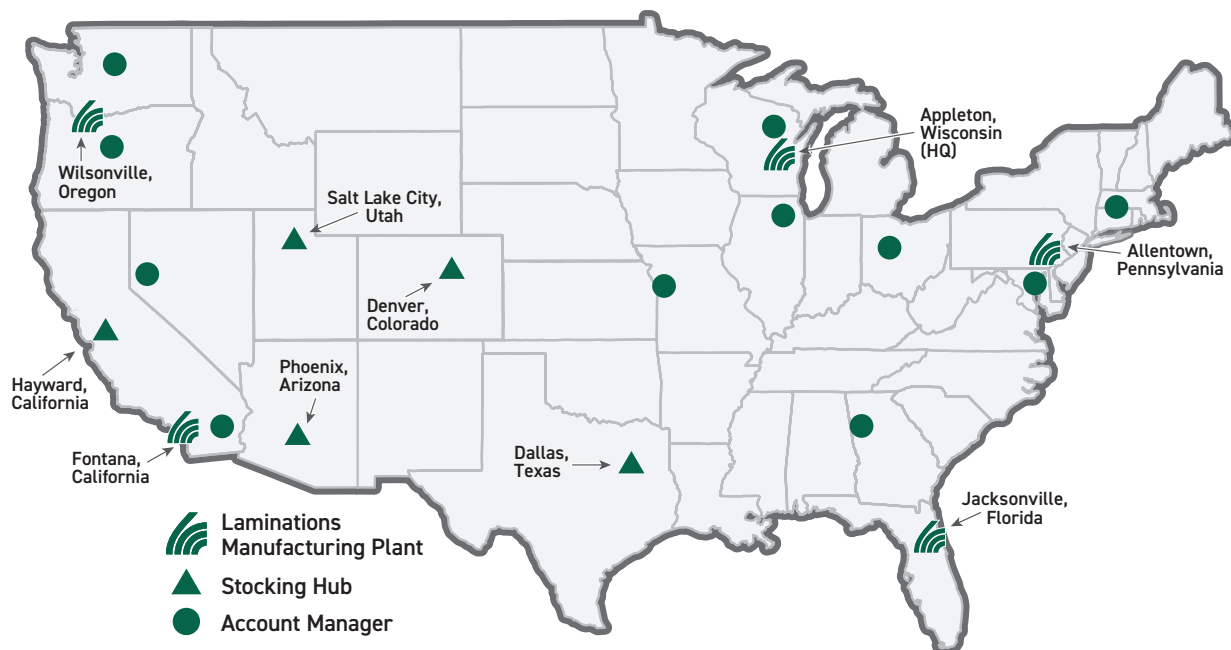 Appleton,
Wisconsin
(HQ)
Wilsonville,
Oregon
Salt Lake City,
Utah
Allentown,
Pennsylvania
Denver,
Colorado
Hayward,
California
Phoenix,
Arizona
Fontana,
California
Dallas,
Texas
Jacksonville,
Florida
Laminations
Manufacturing Plant
Stocking Hub
Account Manager